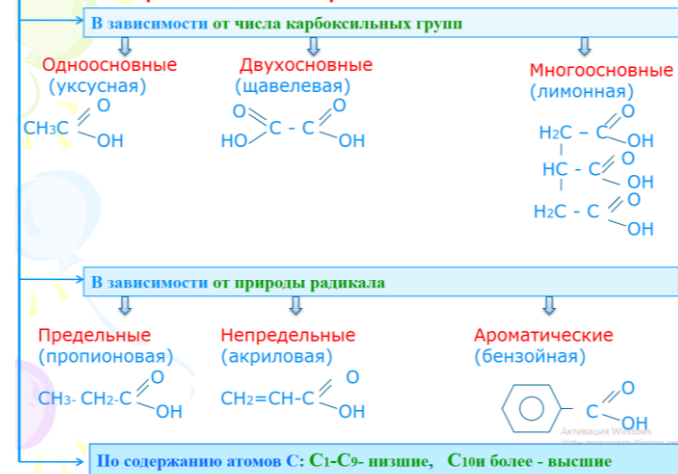 В зависимости от числа карбоксильных групп
Одноосновные
(уксусная)
Двухосновные
(щавелевая)
Многоосновные
(лимонная)
CH3C
O
OH
O
HO
C - C
O
OH
H2C – C
O
OH
HC - C
O
OH
H2C - C
O
OH
В зависимости от природы радикала
Предельные
(пропионовая)
Непредельные
(акриловая)
Ароматические
(бензойная)
CH3- CH2-C
O
OH
CH2=CH-C
O
OH
C
O
OH
Активация Windows
По содержанию атомов С: С1-С9- низшие, С10и более - высшие